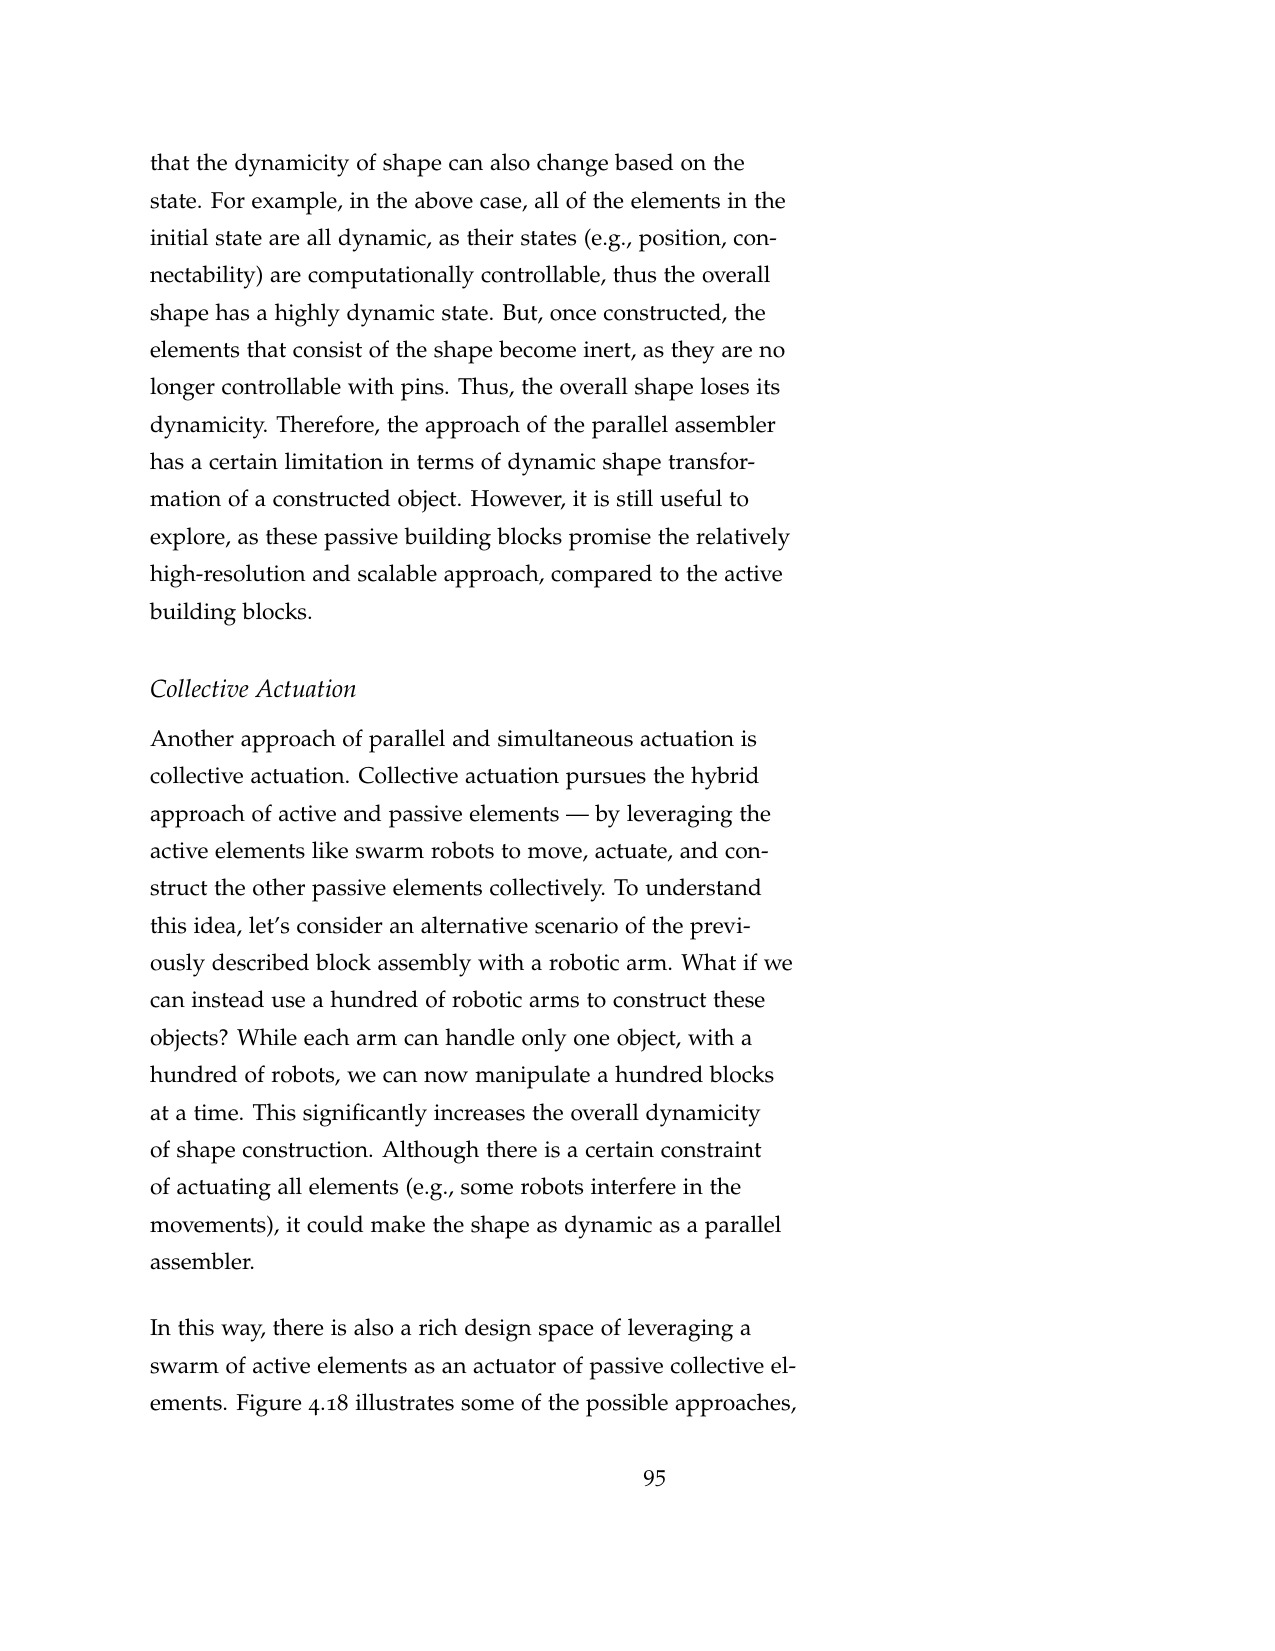 that the dynamicity of shape can also change based on the
state. For example, in the above case, all of the elements in the
initial state are all dynamic, as their states (e.g., position, con-
nectability) are computationally controllable, thus the overall
shape has a highly dynamic state. But, once constructed, the
elements that consist of the shape become inert, as they are no
longer controllable with pins. Thus, the overall shape loses its
dynamicity. Therefore, the approach of the parallel assembler
has a certain limitation in terms of dynamic shape transfor-
mation of a constructed object. However, it is still useful to
explore, as these passive building blocks promise the relatively
high-resolution and scalable approach, compared to the active
building blocks.
Collective Actuation
Another approach of parallel and simultaneous actuation is
collective actuation. Collective actuation pursues the hybrid
approach of active and passive elements — by leveraging the
active elements like swarm robots to move, actuate, and con-
struct the other passive elements collectively. To understand
this idea, let's consider an alternative scenario of the previ-
ously described block assembly with a robotic arm. What if we
can instead use a hundred of robotic arms to construct these
objects? While each arm can handle only one object, with a
hundred of robots, we can now manipulate a hundred blocks
at a time. This significantly increases the overall dynamicity
of shape construction. Although there is a certain constraint
of actuating all elements (e.g., some robots interfere in the
movements), it could make the shape as dynamic as a parallel
assembler.
In this way, there is also a rich design space of leveraging a
swarm of active elements as an actuator of passive collective el-
ements. Figure 4.18 illustrates some of the possible approaches,
95